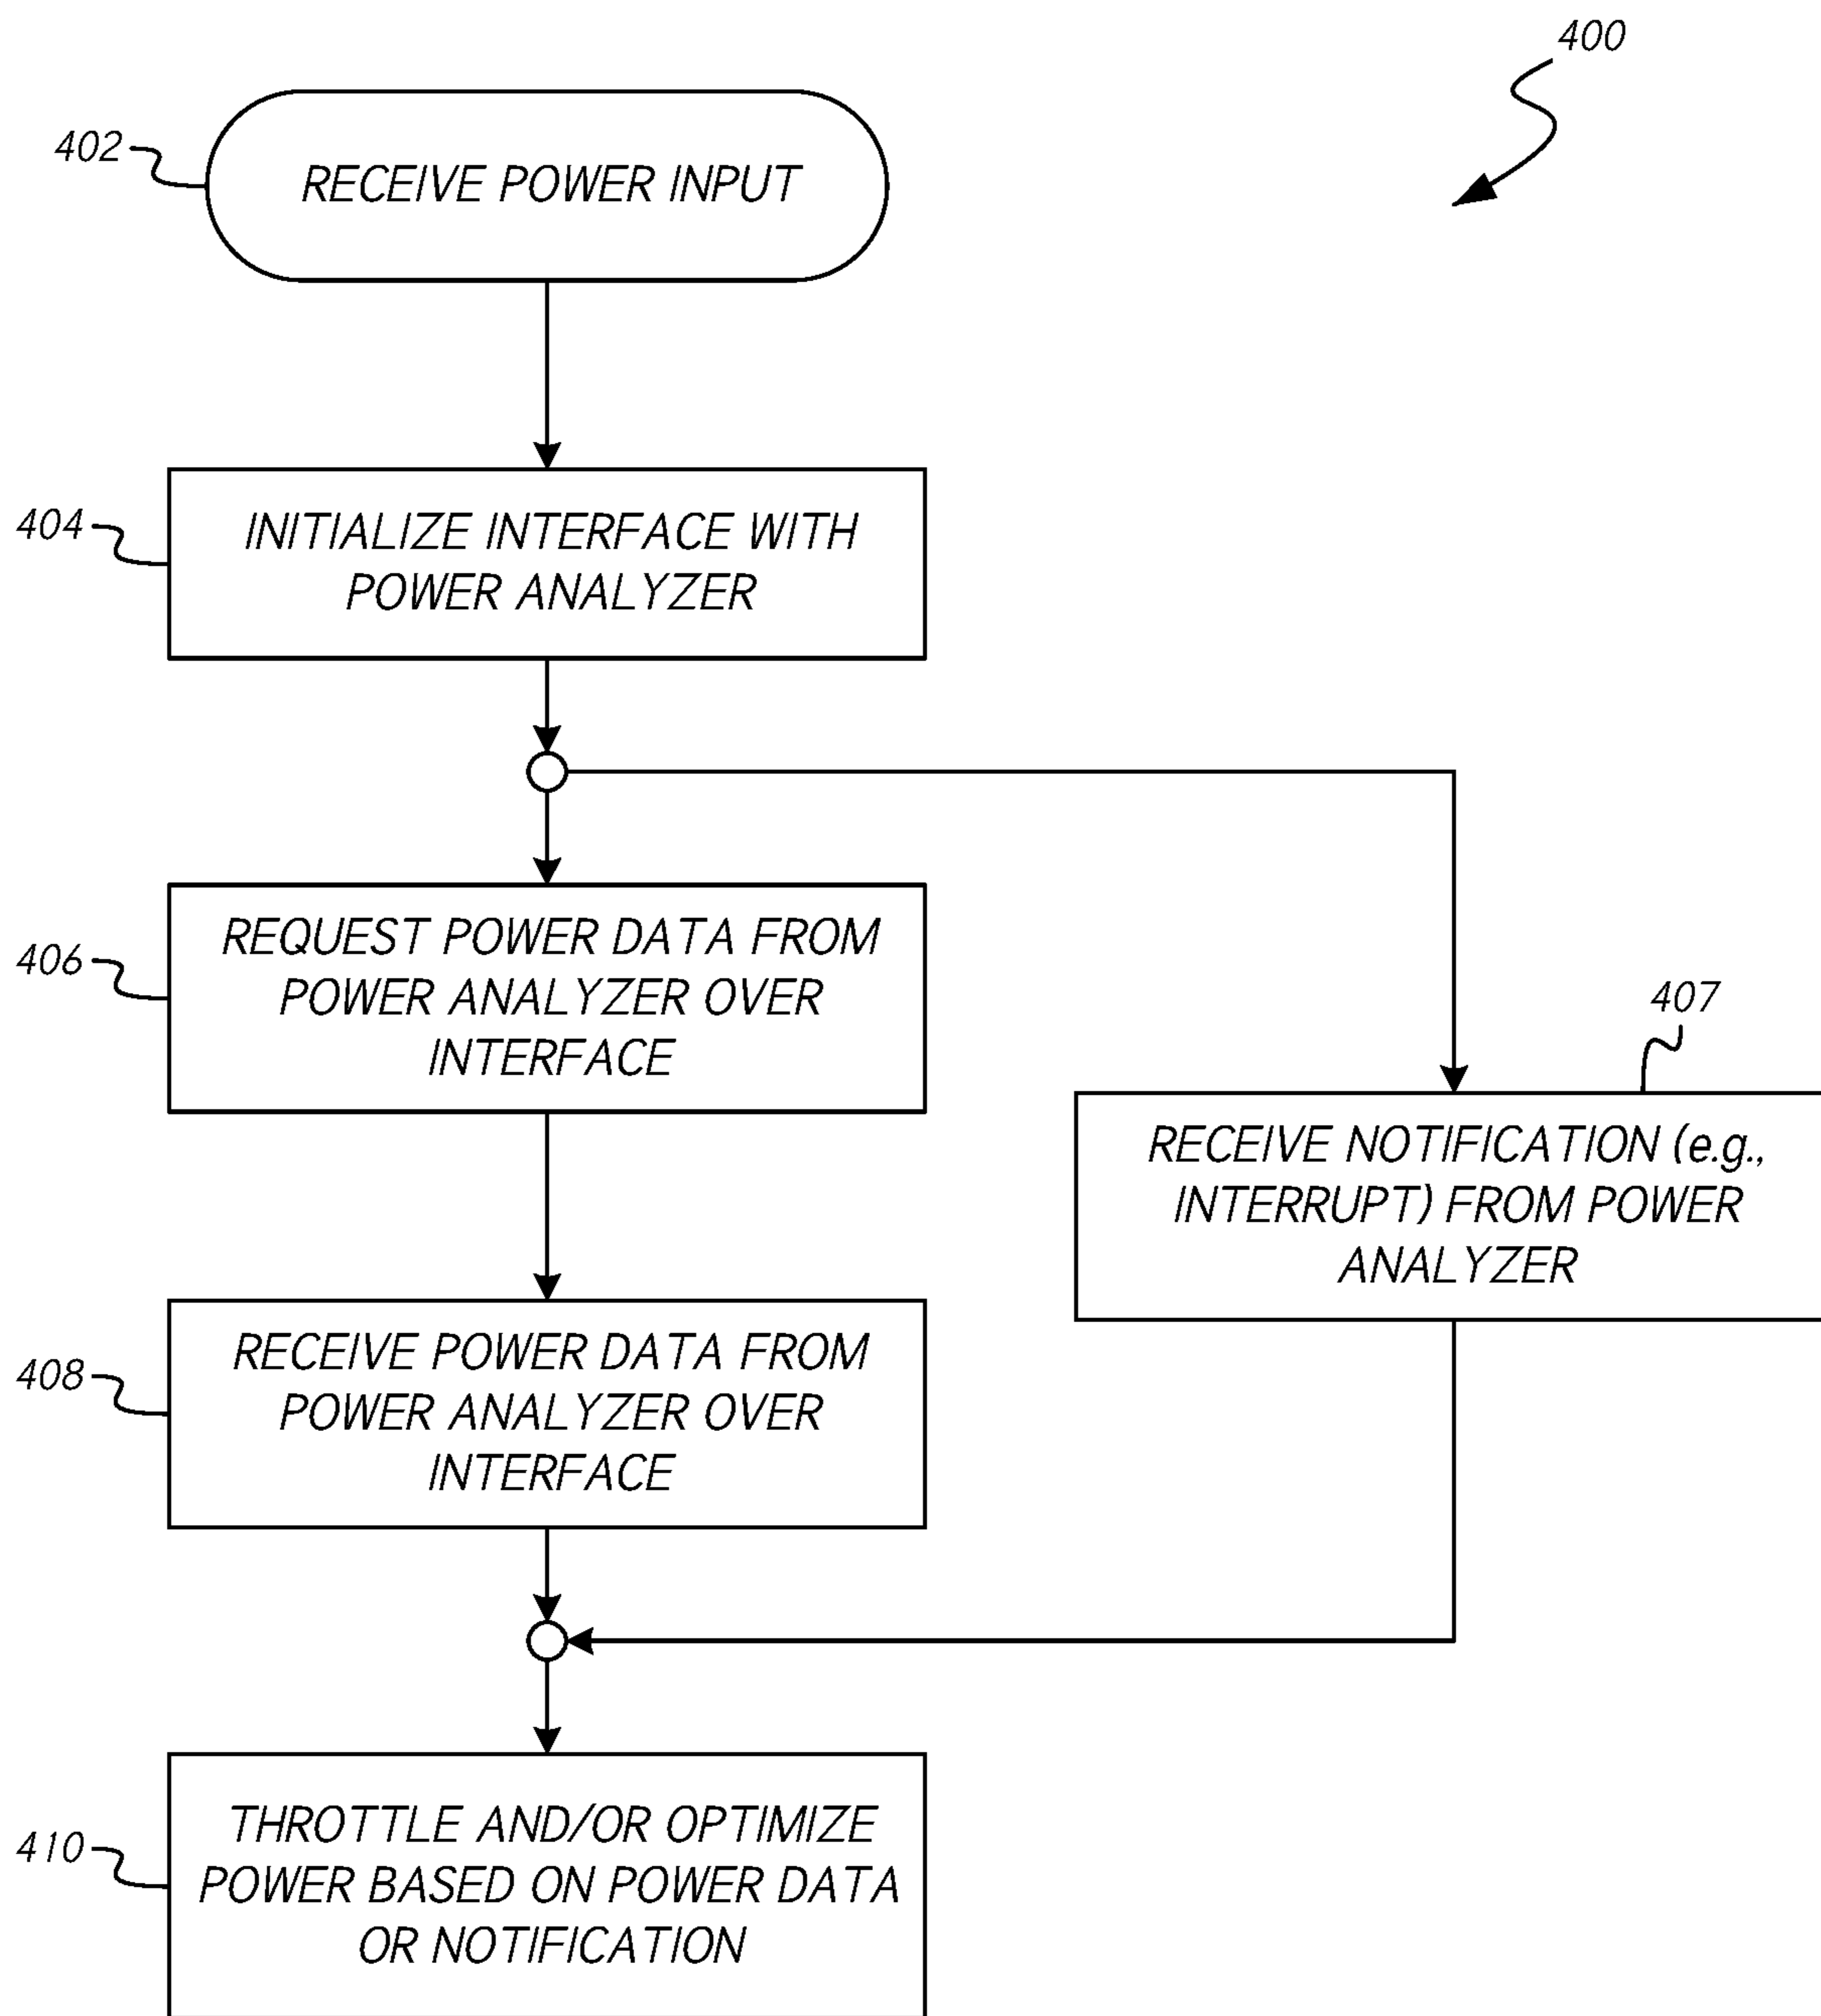 400
402
RECEIVE POWER INPUT
404
INITIALIZE INTERFACE WITH
POWER ANALYZER
406
REQUEST POWER DATA FROM
POWER ANALYZER OVER
INTERFACE
407
RECEIVE NOTIFICATION (e.g.,
INTERRUPT) FROM POWER
ANALYZER
408
RECEIVE POWER DATA FROM
POWER ANALYZER OVER
INTERFACE
410
THROTTLE AND/OR OPTIMIZE
POWER BASED ON POWER DATA
OR NOTIFICATION